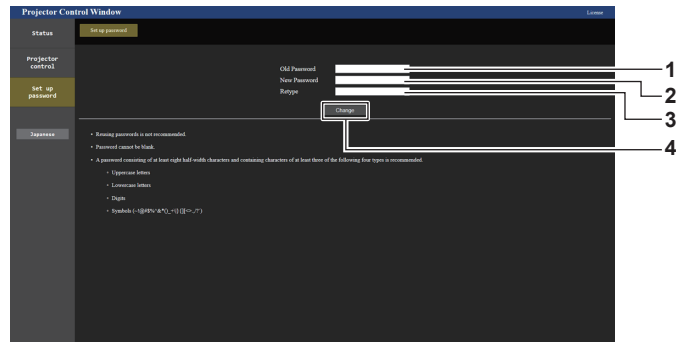 Projector Control Window
License
Status
Set up password
Projector
control
Set up
password
Japanese
Old Password
New Password
Retype
Change
1
2
3
4
• Reusing passwords is not recommended.
• Password cannot be blank.
• A password consisting of at least eight half-width characters and containing characters of at least three of the following four types is recommended.
• Uppercase letters
• Lowercase letters
• Digits